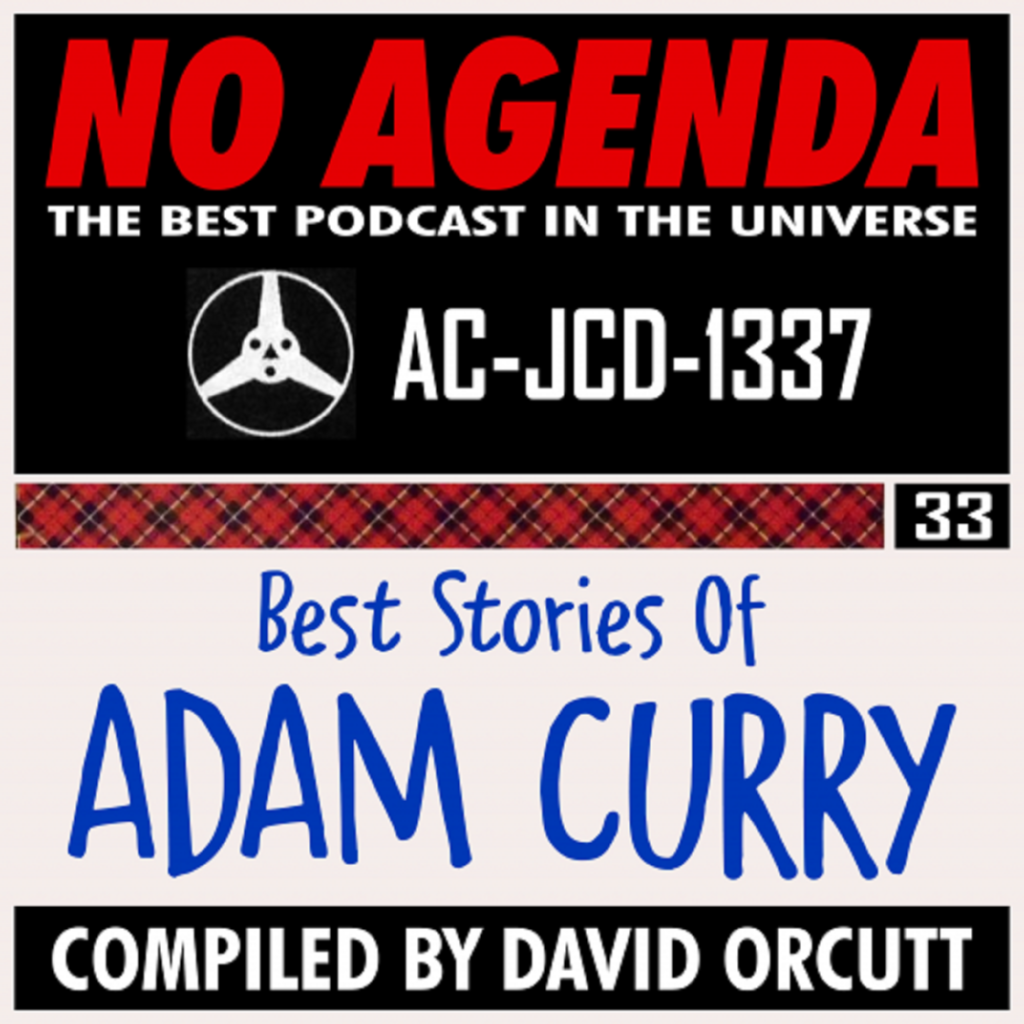 NO AGENDA
THE BEST PODCAST IN THE UNIVERSE
AC-JCD-1337
33
Best Stories Of
ADAM CURRY
COMPILED BY DAVID ORCUTT